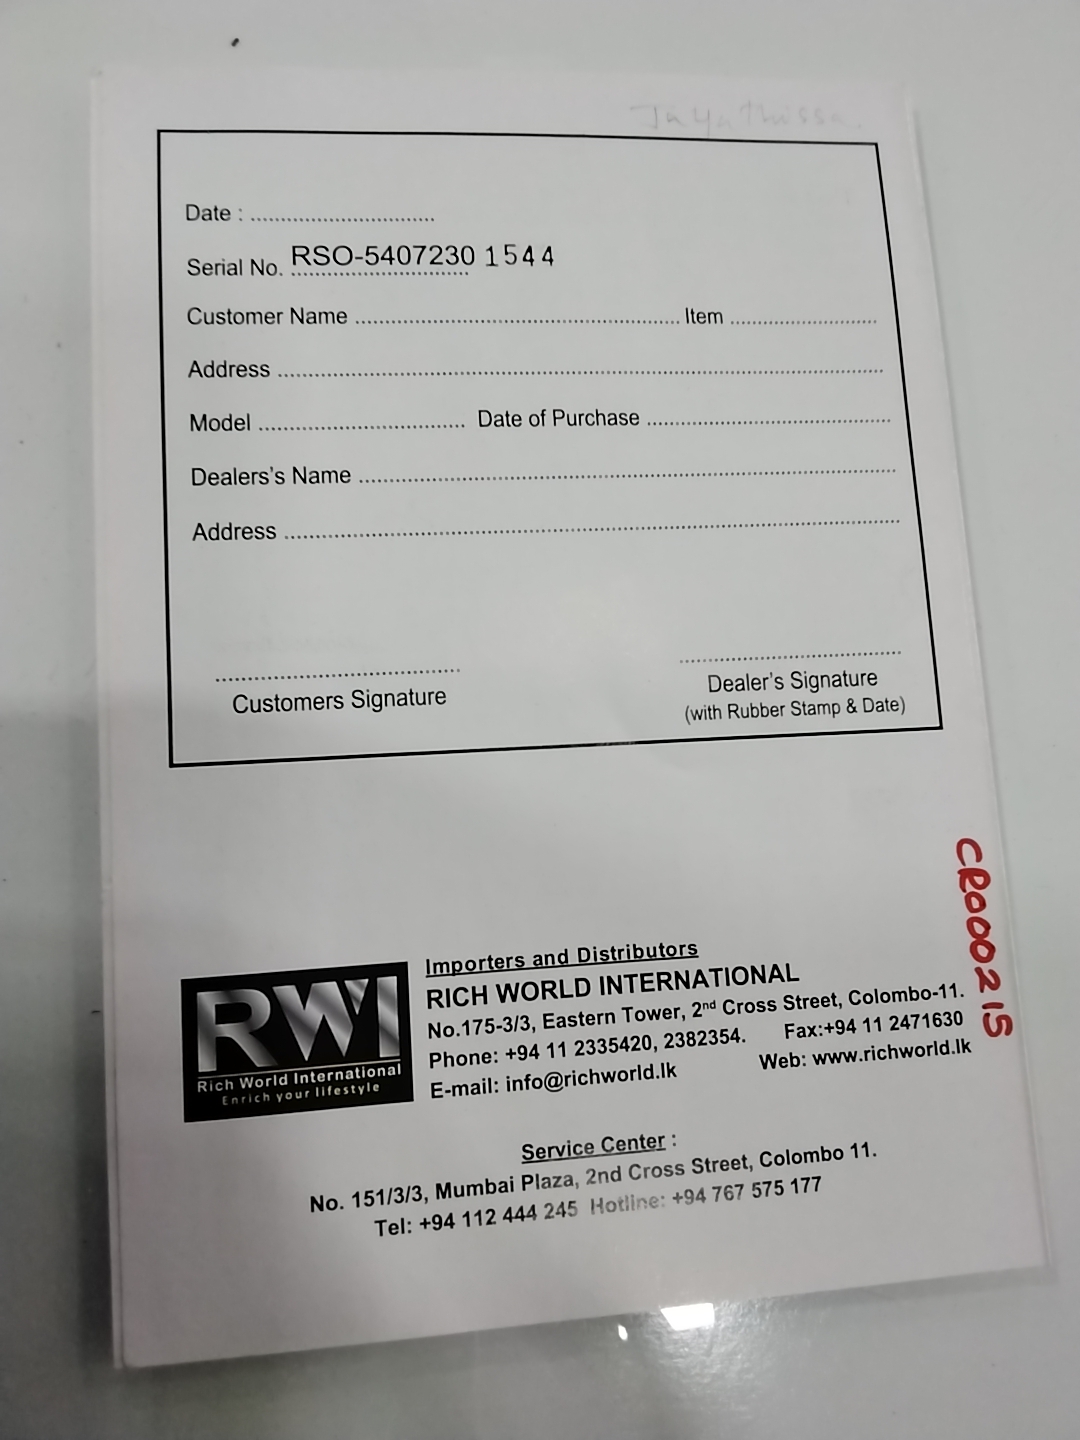 Jayathissa.
Date : ..............................
Serial No. RSO-5407230 1544
Customer Name ...................................................... Item ........................
Address ....................................................................................................
Model .................................. Date of Purchase ........................................
Dealers's Name ........................................................................................
Address ....................................................................................................
Customers Signature
Dealer's Signature
(with Rubber Stamp & Date)
CR000215
RWI
Rich World International
Enrich your lifestyle
Importers and Distributors
RICH WORLD INTERNATIONAL
No.175-3/3, Eastern Tower, 2nd Cross Street, Colombo-11.
Phone: +94 11 2335420, 2382354. Fax:+94 11 2471630
E-mail: info@richworld.lk Web: www.richworld.lk
Service Center :
No. 151/3/3, Mumbai Plaza, 2nd Cross Street, Colombo 11.
Tel: +94 112 444 245 Hotline: +94 767 575 177